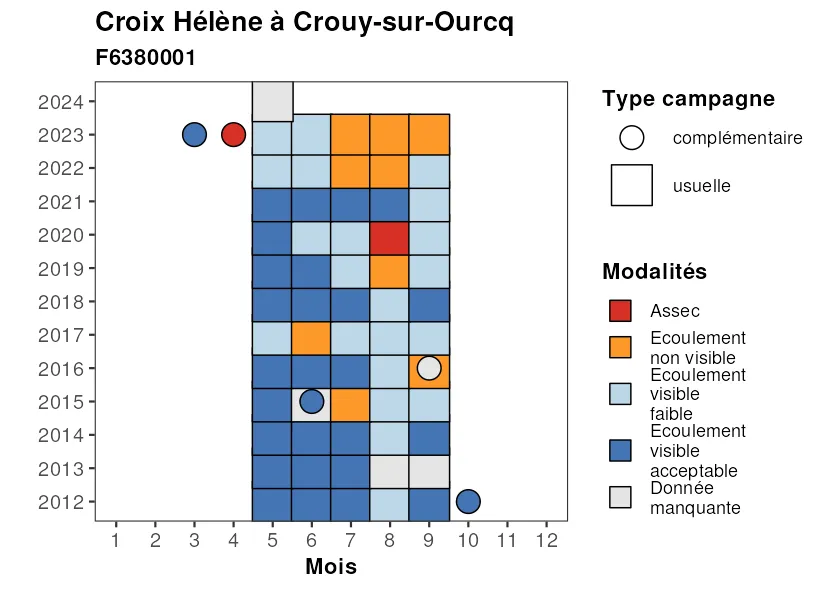 Croix Hélène à Crouy-sur-Ourcq
F6380001
2024
2023
2022
2021
2020
2019
2018
2017
2016
2015
2014
2013
2012
1 2 3 4 5 6 7 8 9 10 11 12
Mois
Type campagne
complémentaire
usuelle
Modalités
Assec
Ecoulement
non visible
Ecoulement
visible
faible
Ecoulement
visible
acceptable
Donnée
manquante